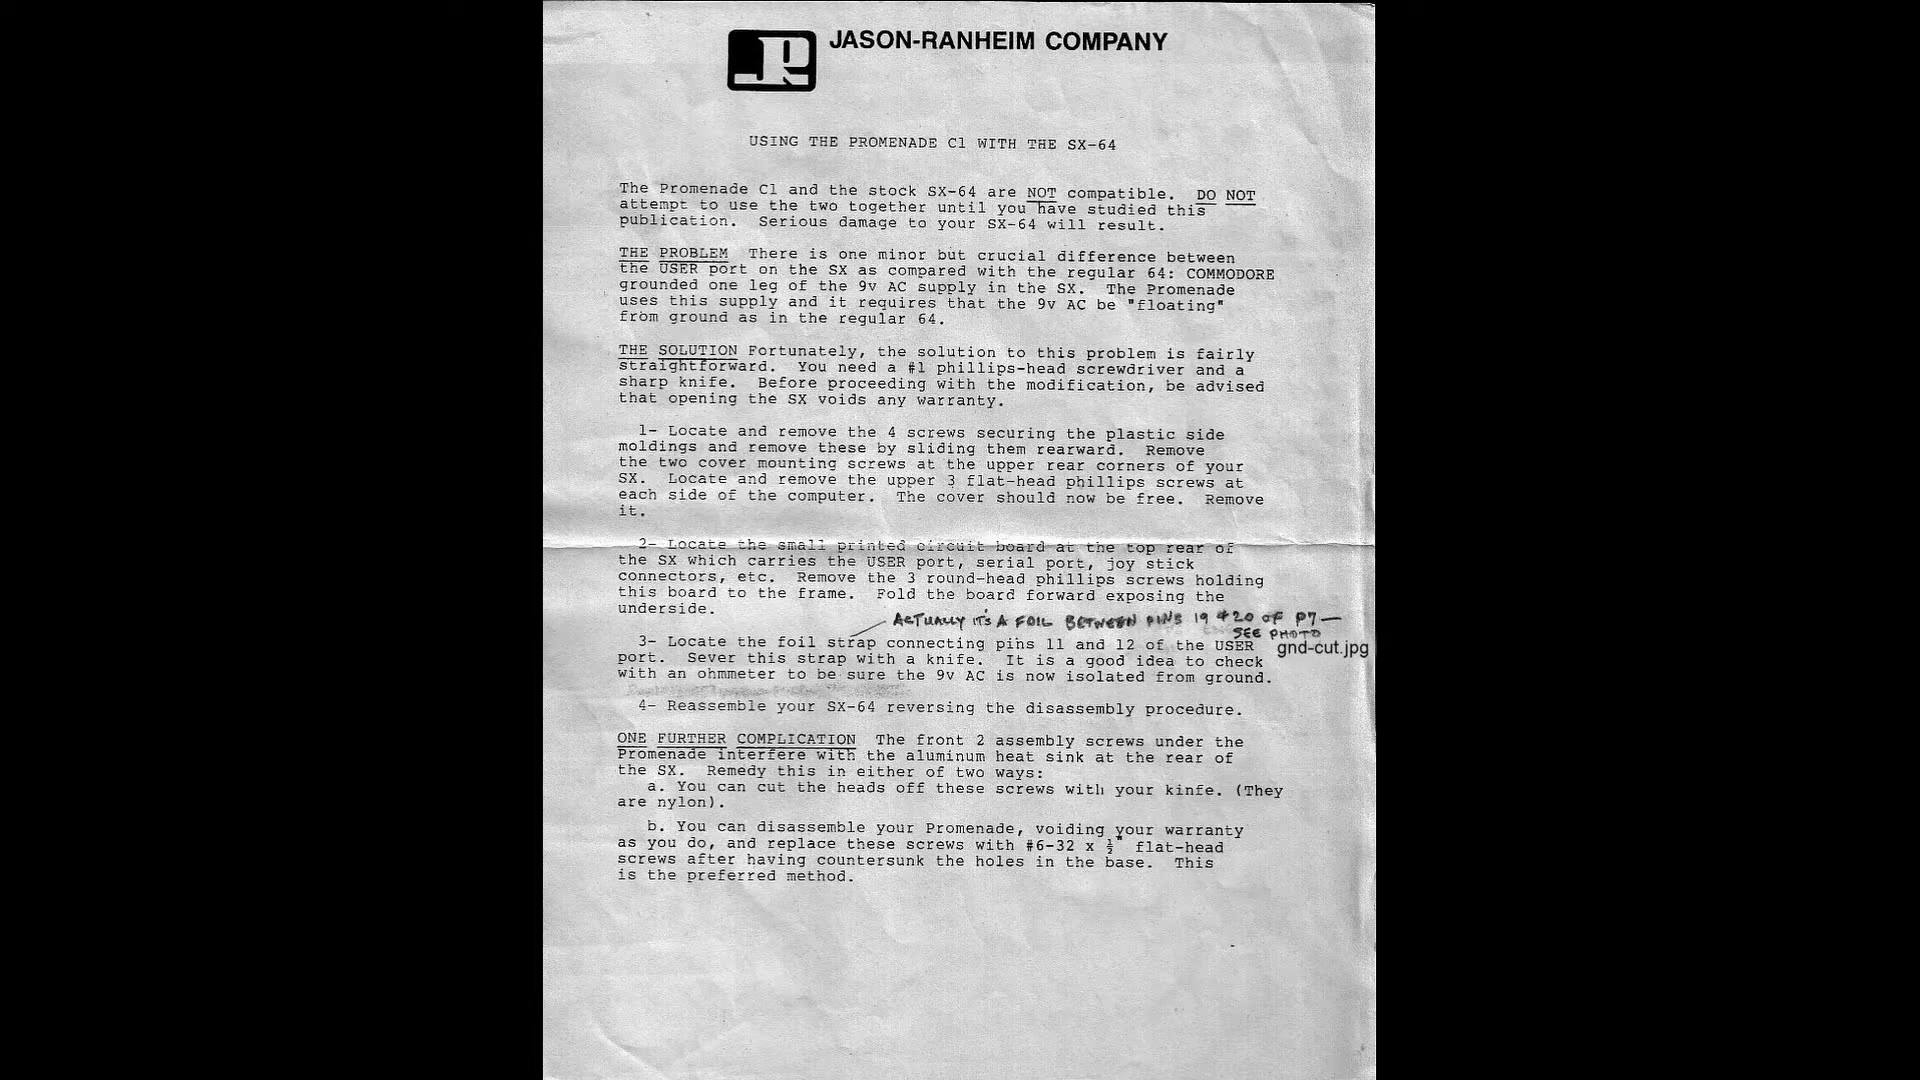 JR
JASON-RANHEIM COMPANY
USING THE PROMENADE C1 WITH THE SX-64
The Promenade C1 and the stock SX-64 are NOT compatible. DO NOT
attempt to use the two together until you have studied this
publication. Serious damage to your SX-64 will result.
THE PROBLEM There is one minor but crucial difference between
the USER port on the SX as compared with the regular 64: COMMODORE
grounded one leg of the 9v AC supply in the SX. The Promenade
uses this supply and it requires that the 9v AC be "floating"
from ground as in the regular 64.
THE SOLUTION Fortunately, the solution to this problem is fairly
straightforward. You need a #1 phillips-head screwdriver and a
sharp knife. Before proceeding with the modification, be advised
that opening the SX voids any warranty.
1- Locate and remove the 4 screws securing the plastic side
moldings and remove these by sliding them rearward. Remove
the two cover mounting screws at the upper rear corners of your
SX. Locate and remove the upper 3 flat-head phillips screws at
each side of the computer. The cover should now be free. Remove
it.
2- Locate the small printed circuit board at the top rear of
the SX which carries the USER port, serial port, joy stick
connectors, etc. Remove the 3 round-head phillips screws holding
this board to the frame. Fold the board forward exposing the
underside.
ACTUALLY IT'S A FOIL BETWEEN PINS 19 & 20 OF P7—
SEE PHOTO
gnd-cut.jpg
3- Locate the foil strap connecting pins 11 and 12 of the USER
port. Sever this strap with a knife. It is a good idea to check
with an ohmmeter to be sure the 9v AC is now isolated from ground.
4- Reassemble your SX-64 reversing the disassembly procedure.
ONE FURTHER COMPLICATION The front 2 assembly screws under the
Promenade interfere with the aluminum heat sink at the rear of
the SX. Remedy this in either of two ways:
a. You can cut the heads off these screws with your kinfe. (They
are nylon).
b. You can disassemble your Promenade, voiding your warranty
as you do, and replace these screws with #6-32 x ½" flat-head
screws after having countersunk the holes in the base. This
is the preferred method.